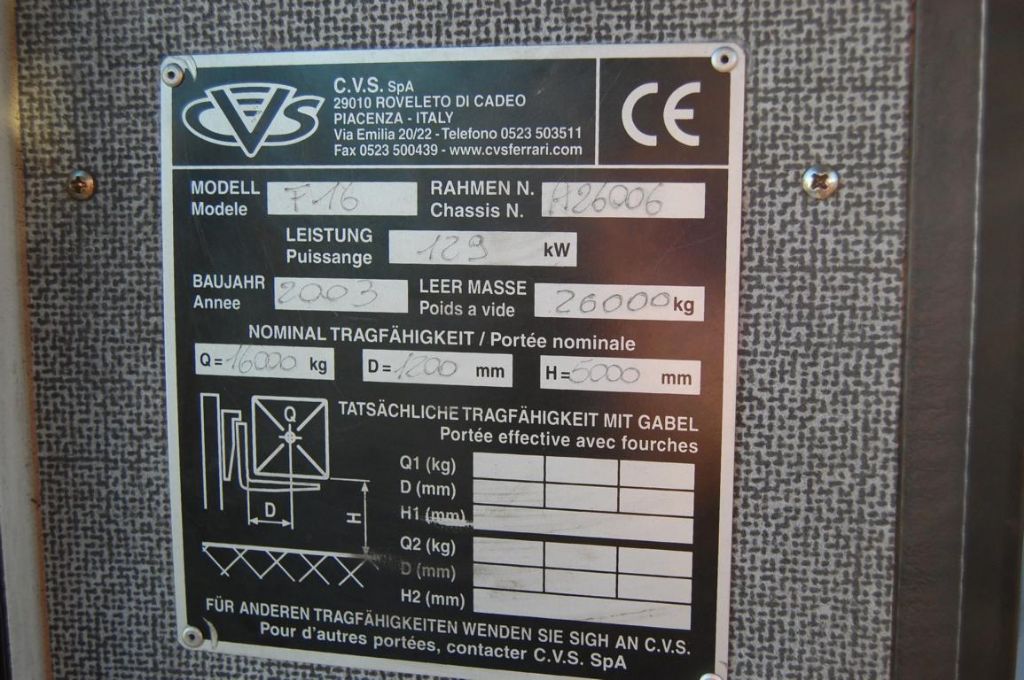 CVS
C.V.S. SpA
29010 ROVELETO DI CADEO
PIACENZA - ITALY
Via Emilia 20/22 - Telefono 0523 503511
Fax 0523 500439 - www.cvsferrari.com
CE
MODELL F16 RAHMEN N. A26006
Modele Chassis N.
LEISTUNG 129 kW
Puissange
BAUJAHR 2003 LEER MASSE 26000 kg
Annee Poids a vide
NOMINAL TRAGFÄHIGKEIT / Portée nominale
Q = 16000 kg D = 1200 mm H = 5000 mm
TATSÄCHLICHE TRAGFÄHIGKEIT MIT GABEL
Portée effective avec fourches
Q
D
H
Q1 (kg)
D (mm)
H1 (mm)
Q2 (kg)
D (mm)
H2 (mm)
FÜR ANDEREN TRAGFÄHIGKEITEN WENDEN SIE SIGH AN C.V.S.
Pour d'autres portées, contacter C.V.S. SpA